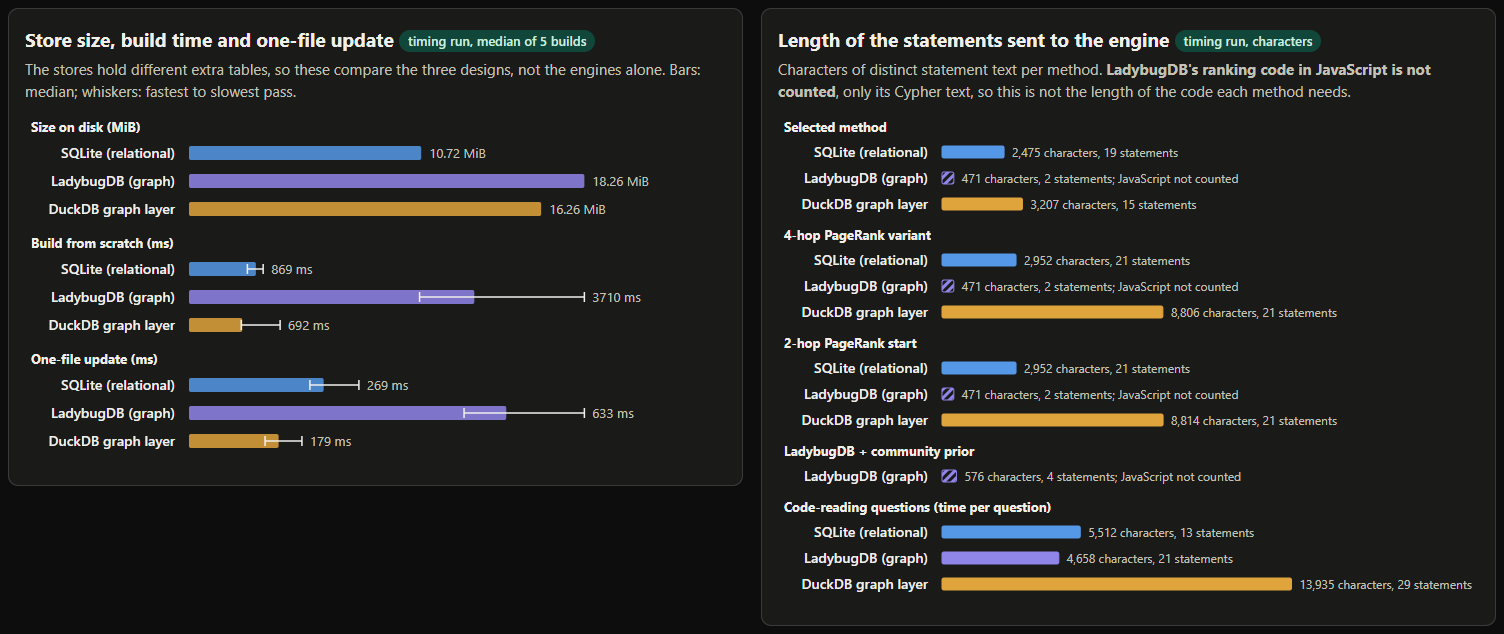 Store size, build time and one-file update timing run, median of 5 builds
The stores hold different extra tables, so these compare the three designs, not the engines alone. Bars:
median; whiskers: fastest to slowest pass.
Size on disk (MiB)
SQLite (relational) 10.72 MiB
LadybugDB (graph) 18.26 MiB
DuckDB graph layer 16.26 MiB
Build from scratch (ms)
SQLite (relational) 869 ms
LadybugDB (graph) 3710 ms
DuckDB graph layer 692 ms
One-file update (ms)
SQLite (relational) 269 ms
LadybugDB (graph) 633 ms
DuckDB graph layer 179 ms
Length of the statements sent to the engine timing run, characters
Characters of distinct statement text per method. LadybugDB's ranking code in JavaScript is not
counted, only its Cypher text, so this is not the length of the code each method needs.
Selected method
SQLite (relational) 2,475 characters, 19 statements
LadybugDB (graph) 471 characters, 2 statements; JavaScript not counted
DuckDB graph layer 3,207 characters, 15 statements
4-hop PageRank variant
SQLite (relational) 2,952 characters, 21 statements
LadybugDB (graph) 471 characters, 2 statements; JavaScript not counted
DuckDB graph layer 8,806 characters, 21 statements
2-hop PageRank start
SQLite (relational) 2,952 characters, 21 statements
LadybugDB (graph) 471 characters, 2 statements; JavaScript not counted
DuckDB graph layer 8,814 characters, 21 statements
LadybugDB + community prior
LadybugDB (graph) 576 characters, 4 statements; JavaScript not counted
Code-reading questions (time per question)
SQLite (relational) 5,512 characters, 13 statements
LadybugDB (graph) 4,658 characters, 21 statements
DuckDB graph layer 13,935 characters, 29 statements